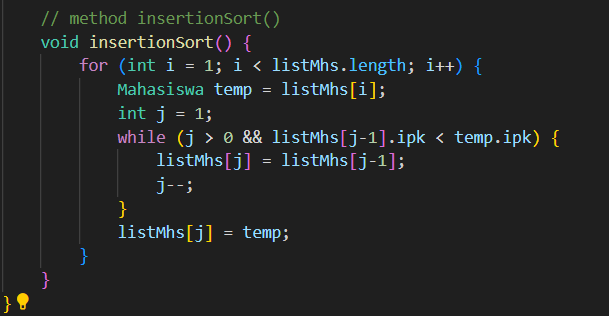 // method insertionSort()
void insertionSort() {
for (int i = 1; i < listMhs.length; i++) {
Mahasiswa temp = listMhs[i];
int j = 1;
while (j > 0 && listMhs[j-1].ipk < temp.ipk) {
listMhs[j] = listMhs[j-1];
j--;
}
listMhs[j] = temp;
}
}
}